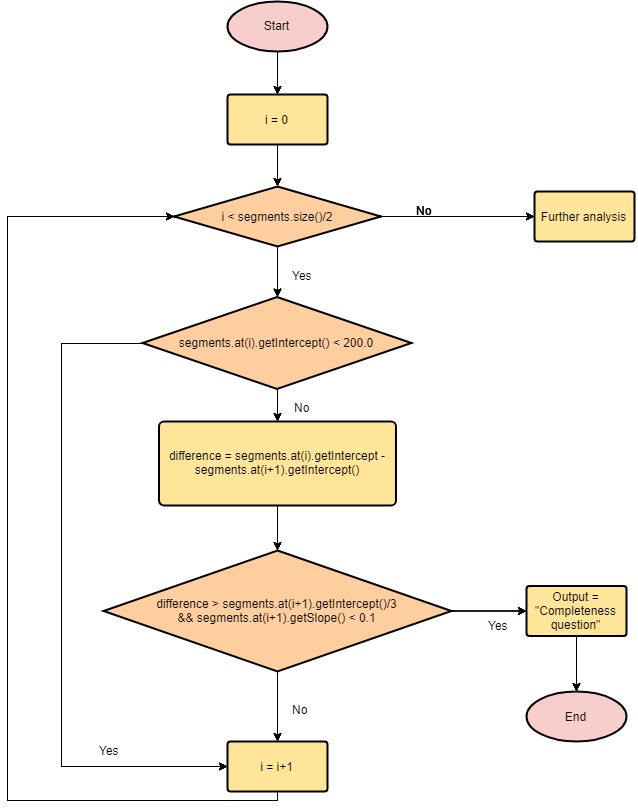 Start
i = 0
i < segments.size()/2
No
Further analysis
Yes
segments.at(i).getIntercept() < 200.0
No
difference = segments.at(i).getIntercept -
segments.at(i+1).getIntercept()
difference > segments.at(i+1).getIntercept()/3
&& segments.at(i+1).getSlope() < 0.1
Yes
Output =
"Completeness
question"
No
End
Yes
i = i+1